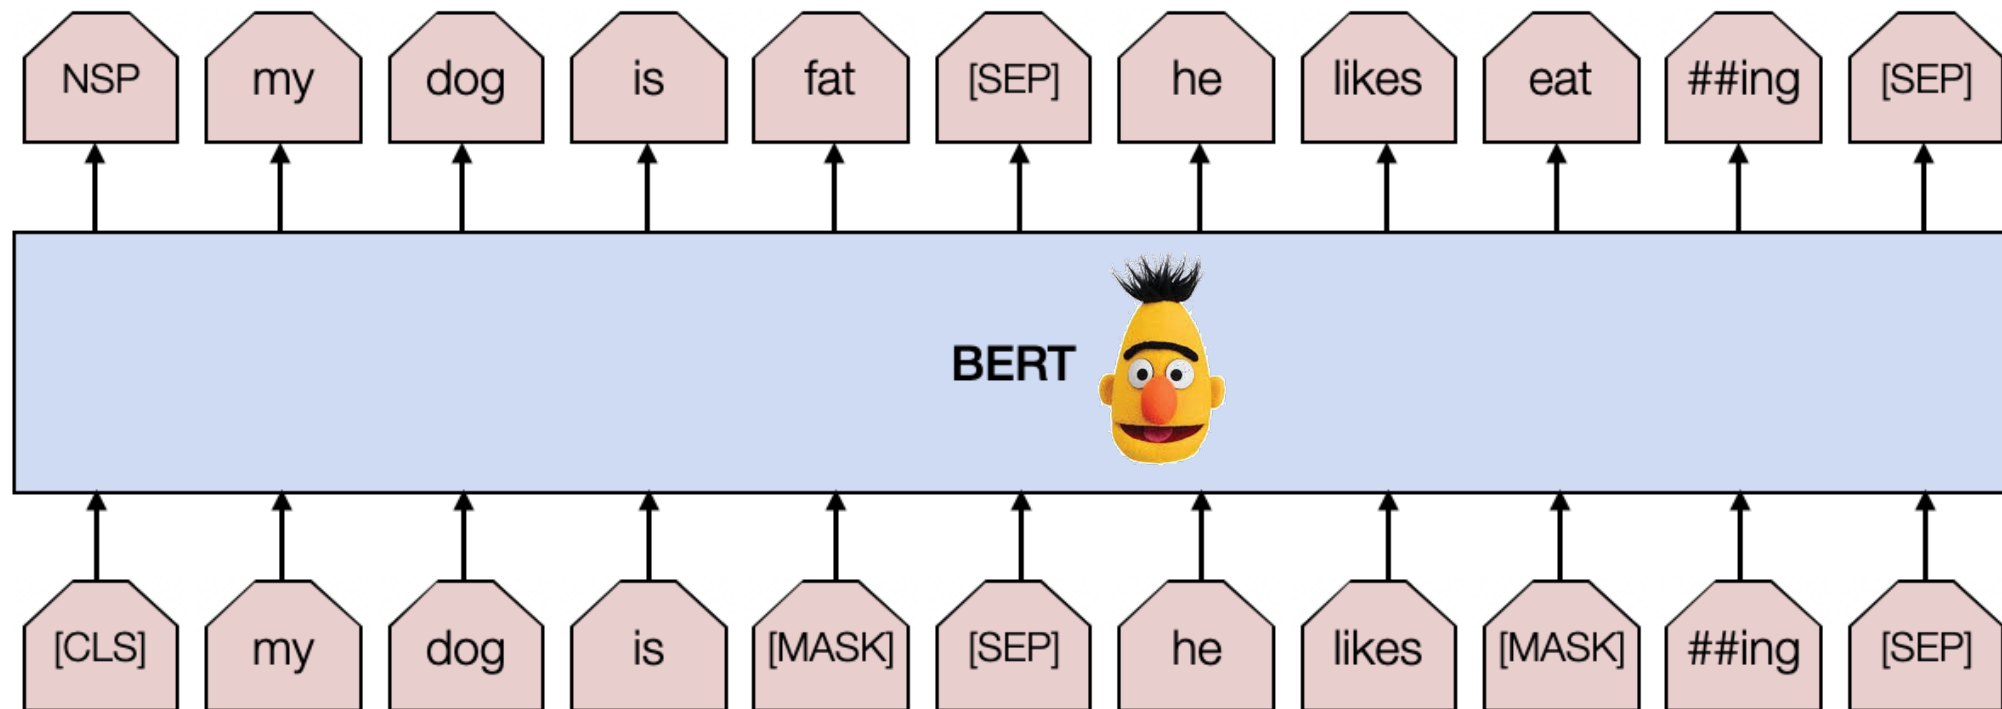 NSP my dog is fat [SEP] he likes eat ##ing [SEP]
BERT
[CLS] my dog is [MASK] [SEP] he likes [MASK] ##ing [SEP]